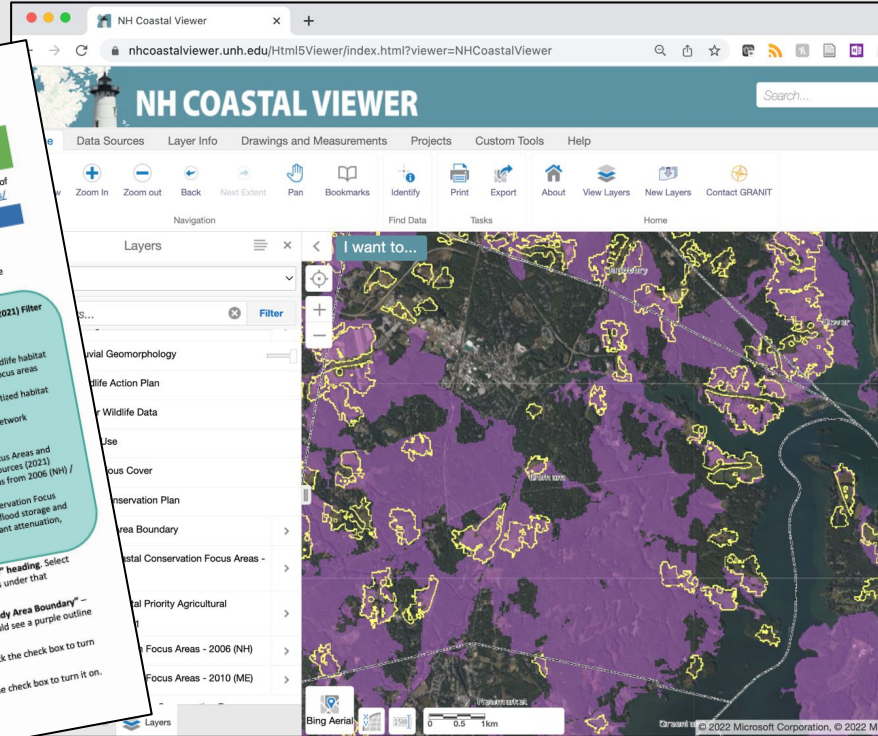 NH Coastal Viewer
nhcoastalviewer.unh.edu/Html5Viewer/index.html?viewer=NHCoastalViewer
NH COASTAL VIEWER
Search...
Data Sources Layer Info Drawings and Measurements Projects Custom Tools Help
Zoom In Zoom out Back Next Extent Pan Bookmarks Identify Print Export About View Layers New Layers Contact GRANIT
Navigation Find Data Tasks Home
Layers
I want to...
Filter
uvial Geomorphology
dlife Action Plan
r Wildlife Data
Use
ous Cover
nservation Plan
rea Boundary
astal Conservation Focus Areas -
tal Priority Agricultural
Focus Areas - 2006 (NH)
Focus Areas - 2010 (ME)
Layers
of
2021) Filter
dlife habitat
ocus areas
tized habitat
etwork
us Areas and
ources (2021)
s from 2006 (NH) /
ervation Focus
flood storage and
ant attenuation,
" heading. Select
s under that
dy Area Boundary" –
uld see a purple outline
k the check box to turn
e check box to turn it on.
Durham
Bing Aerial
0.5 1km
© 2022 Microsoft Corporation, © 2022 M